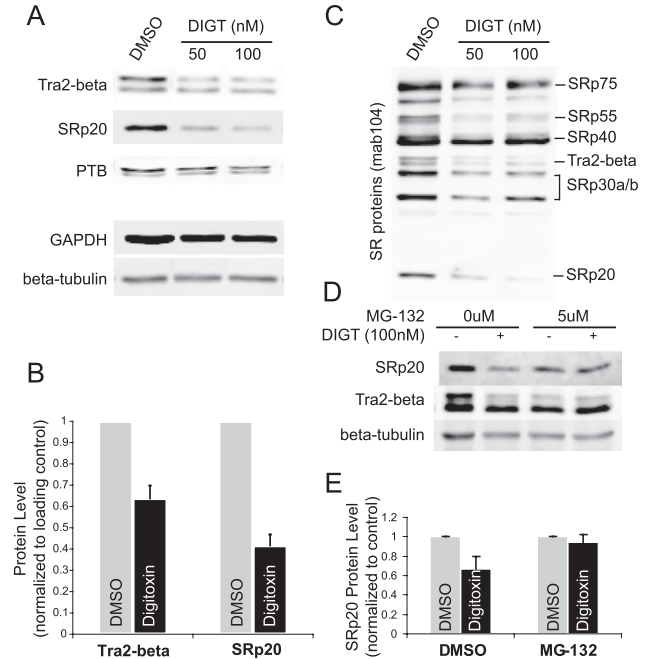 A
DMSO
DIGT (nM)
50 100
Tra2-beta
SRp20
PTB
GAPDH
beta-tubulin
B
Protein Level
(normalized to loading control)
1
0.9
0.8
0.7
0.6
0.5
0.4
0.3
0.2
0.1
0
DMSO
Digitoxin
DMSO
Digitoxin
Tra2-beta SRp20
C
DMSO
DIGT (nM)
50 100
SR proteins (mab104)
SRp75
SRp55
SRp40
Tra2-beta
SRp30a/b
SRp20
D
MG-132 0uM 5uM
DIGT (100nM) - + - +
SRp20
Tra2-beta
beta-tubulin
E
SRp20 Protein Level
(normalized to control)
1.2
1
0.8
0.6
0.4
0.2
0
DMSO
Digitoxin
DMSO
Digitoxin
DMSO MG-132